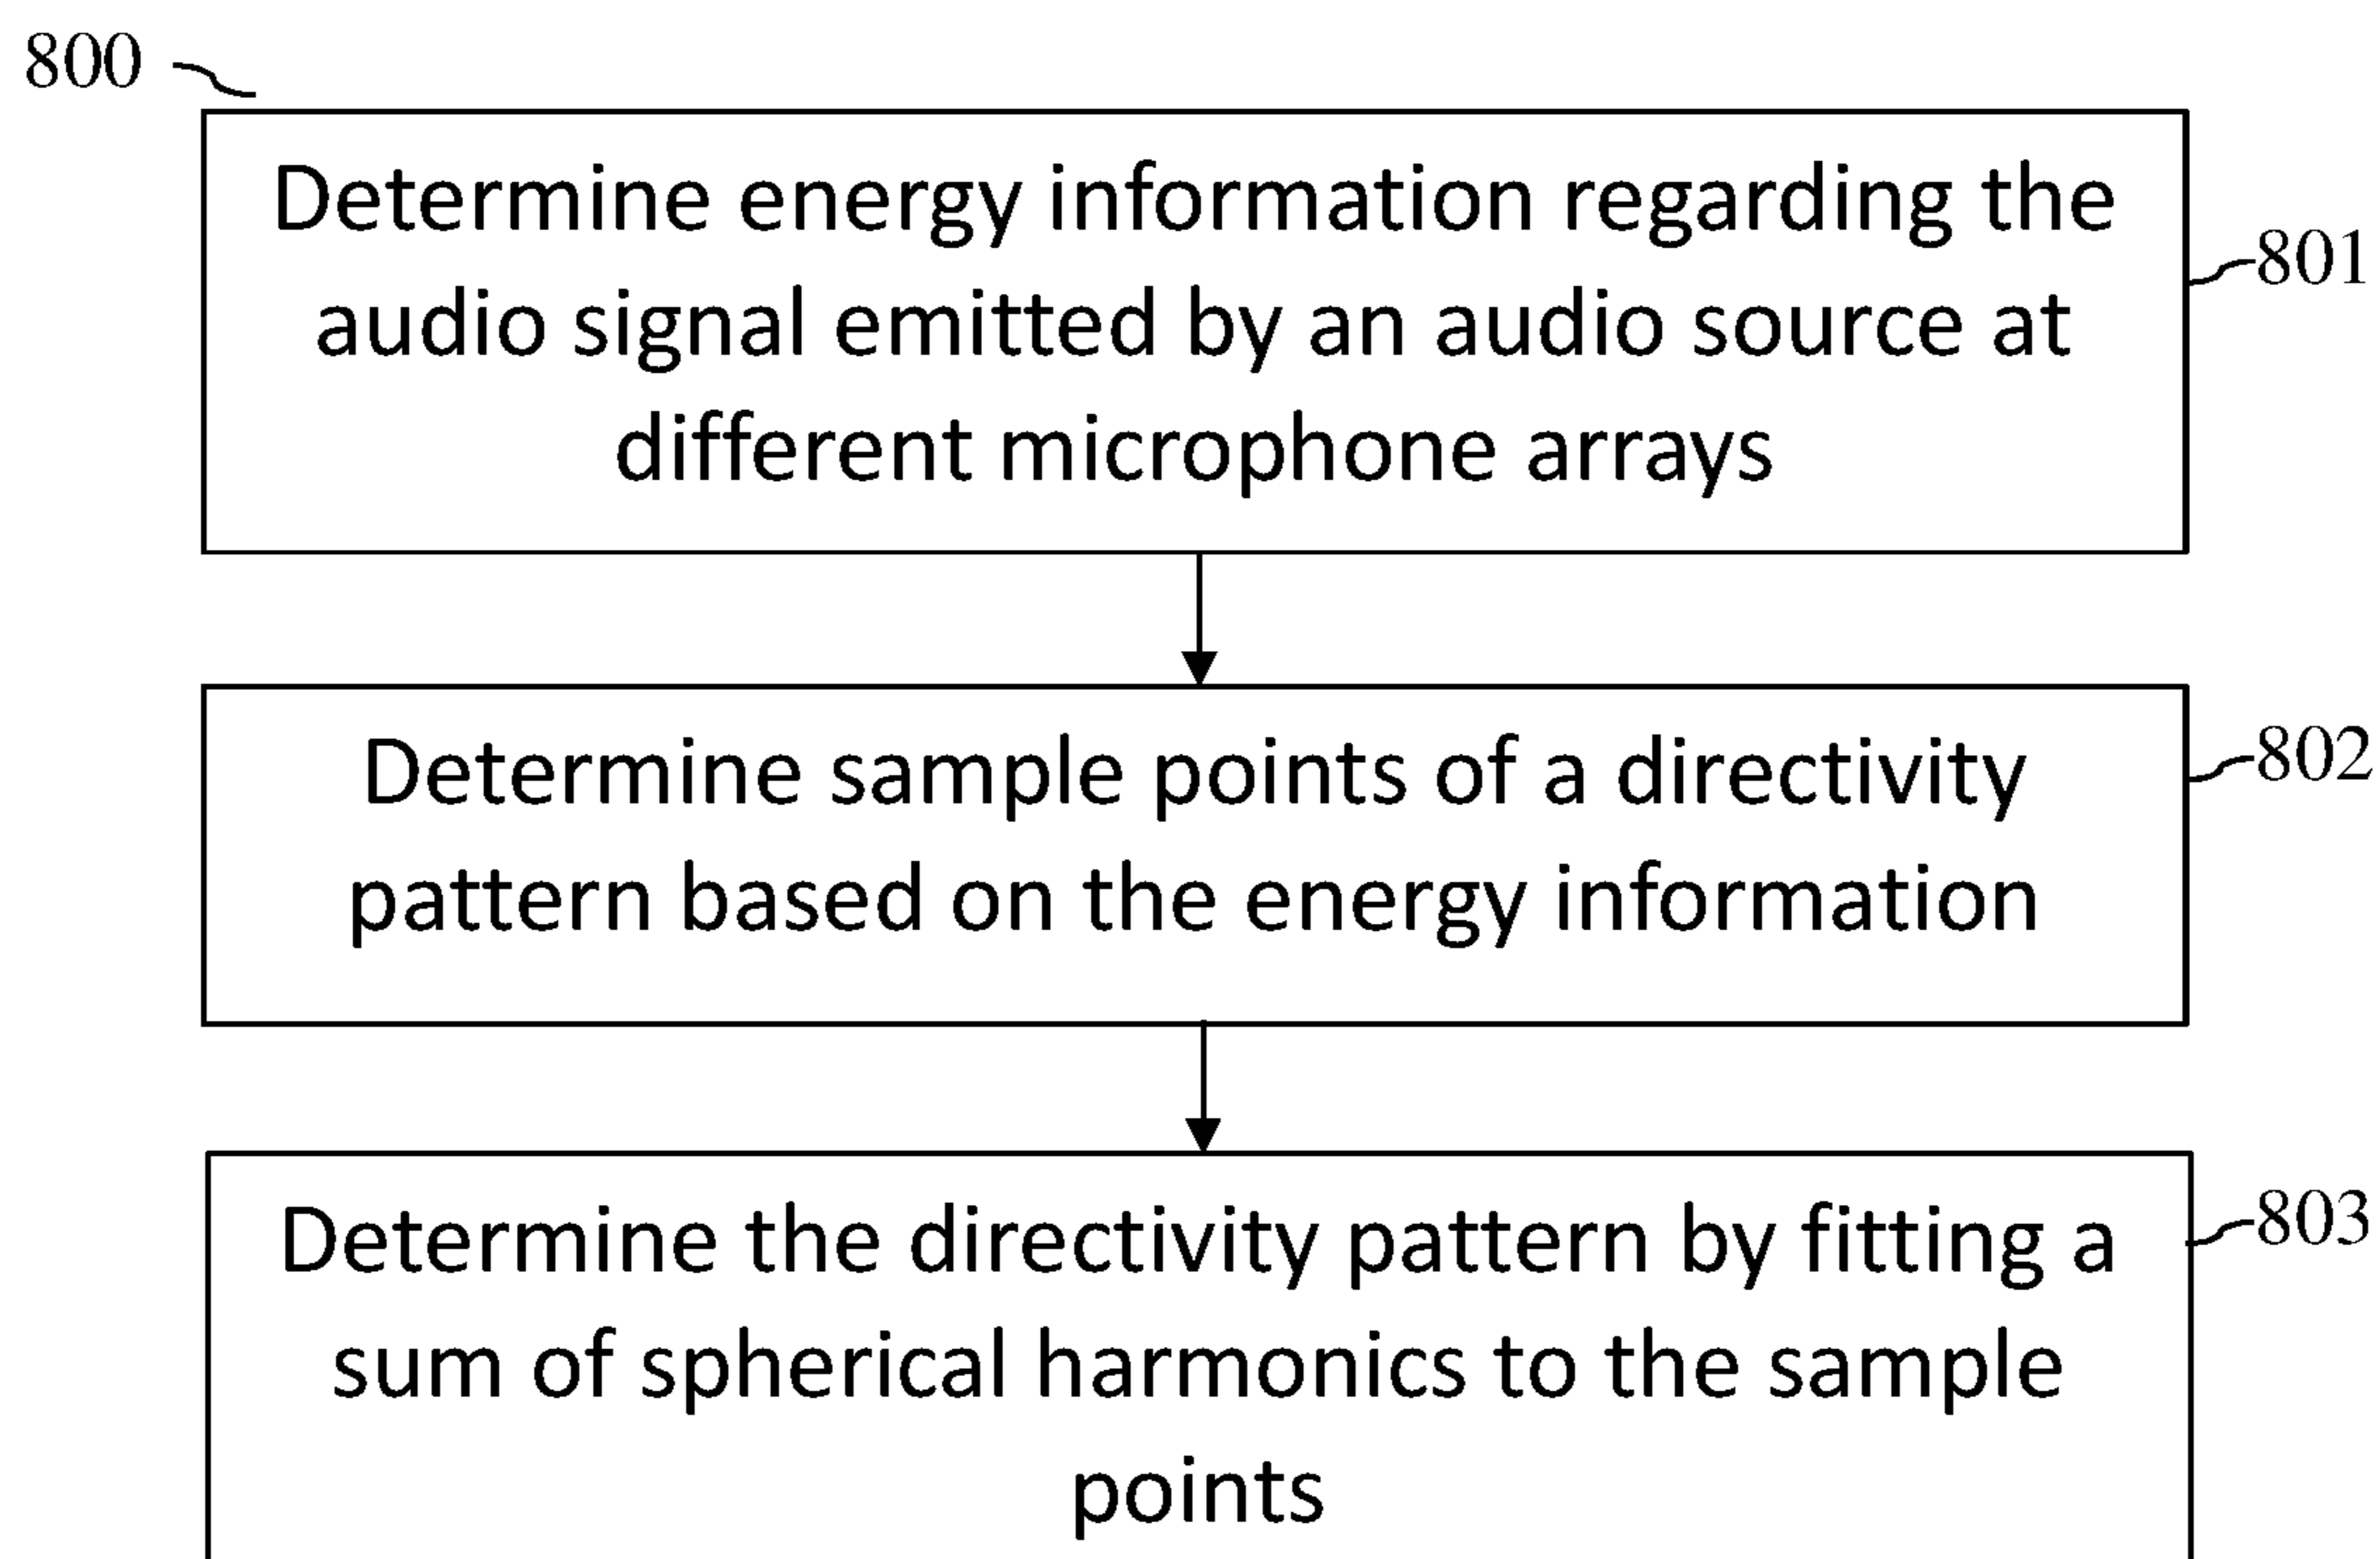 800
Determine energy information regarding the
audio signal emitted by an audio source at
different microphone arrays
801
Determine sample points of a directivity
pattern based on the energy information
802
Determine the directivity pattern by fitting a
sum of spherical harmonics to the sample
points
803